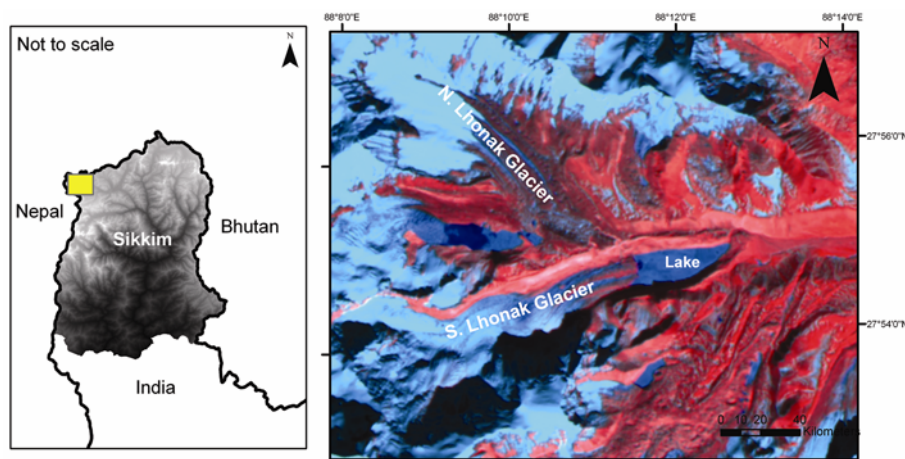 Not to scale
N
Nepal
Sikkim
Bhutan
India
88°8'0"E
88°10'0"E
88°12'0"E
88°14'0"E
N
N. Lhonak Glacier
27°56'0"N
Lake
S. Lhonak Glacier
27°54'0"N
0 10 20 40
Kilometers